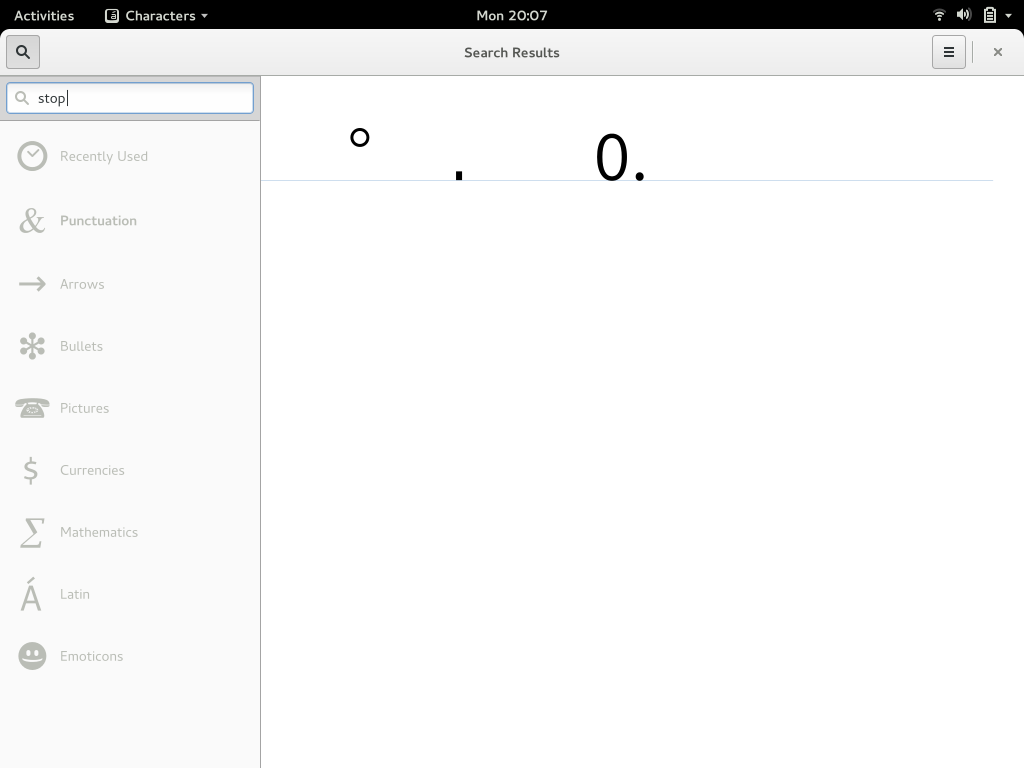 Activities Characters Mon 20:07
Search Results
stop
° . 0.
Recently Used
& Punctuation
→ Arrows
Bullets
Pictures
$ Currencies
Σ Mathematics
Á Latin
Emoticons